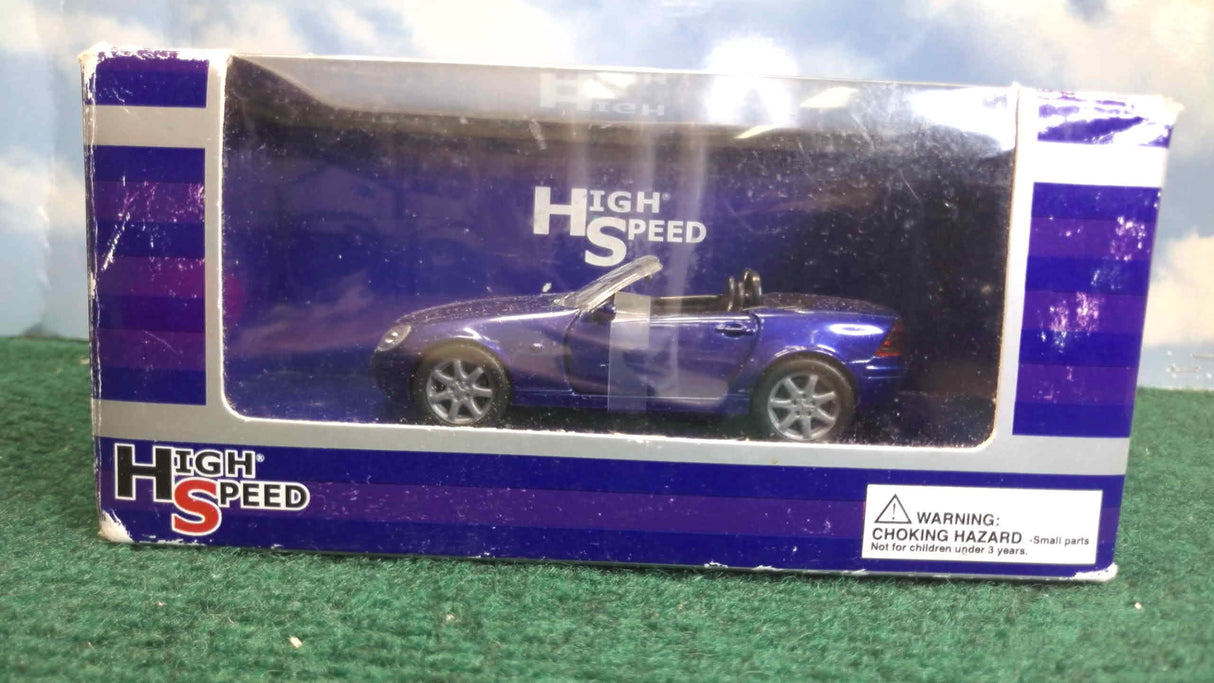 HIGH
HIGH®
SPEED
HIGH®
SPEED
WARNING:
CHOKING HAZARD -Small parts
Not for children under 3 years.